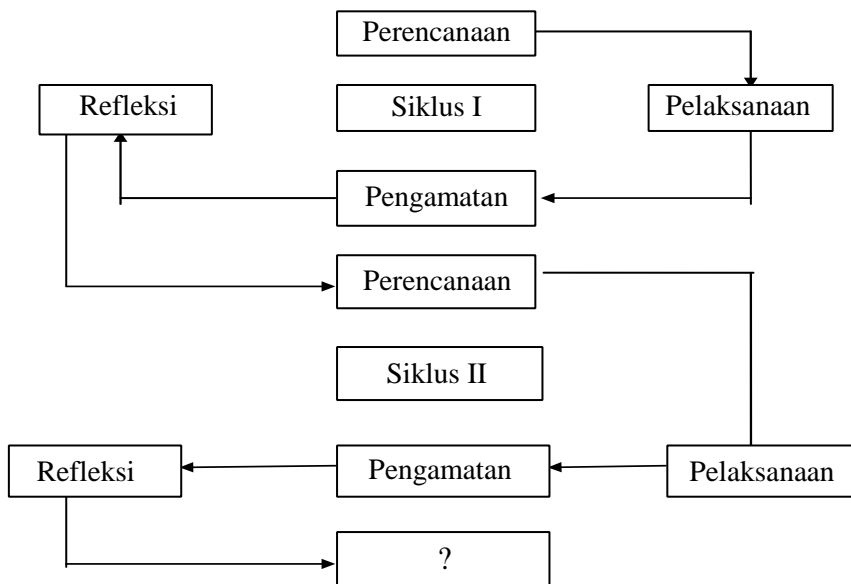 Perencanaan
Refleksi
Siklus I
Pelaksanaan
Pengamatan
Perencanaan
Siklus II
Refleksi
Pengamatan
Pelaksanaan
?